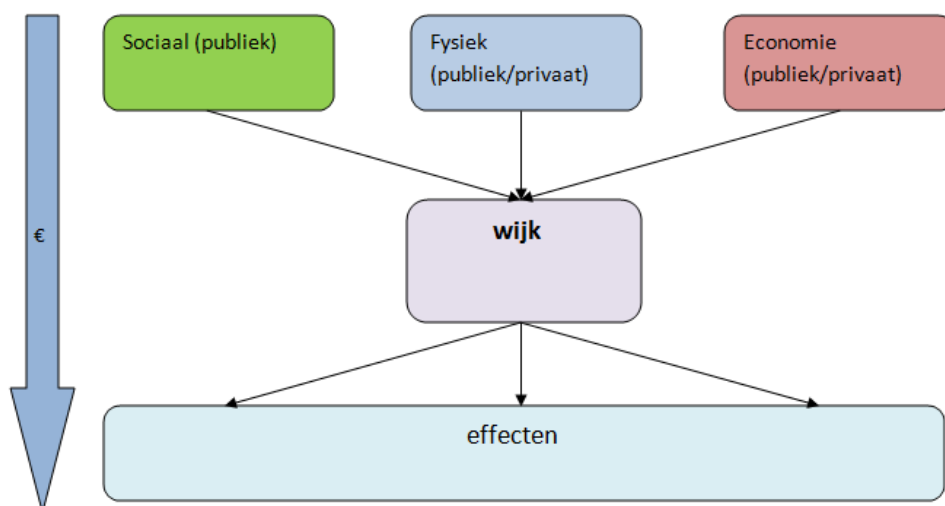 Sociaal (publiek)
Fysiek
(publiek/privaat)
Economie
(publiek/privaat)
€
wijk
effecten